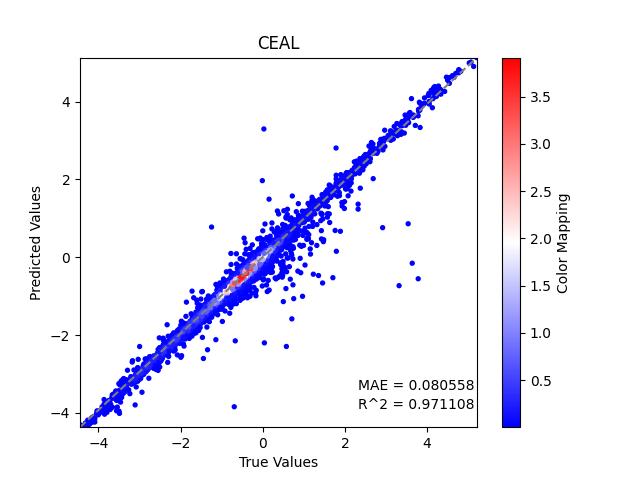 CEAL
Predicted Values
4
2
0
−2
−4
−4
−2
0
2
4
True Values
MAE = 0.080558
R^2 = 0.971108
3.5
3.0
2.5
2.0
1.5
1.0
0.5
Color Mapping